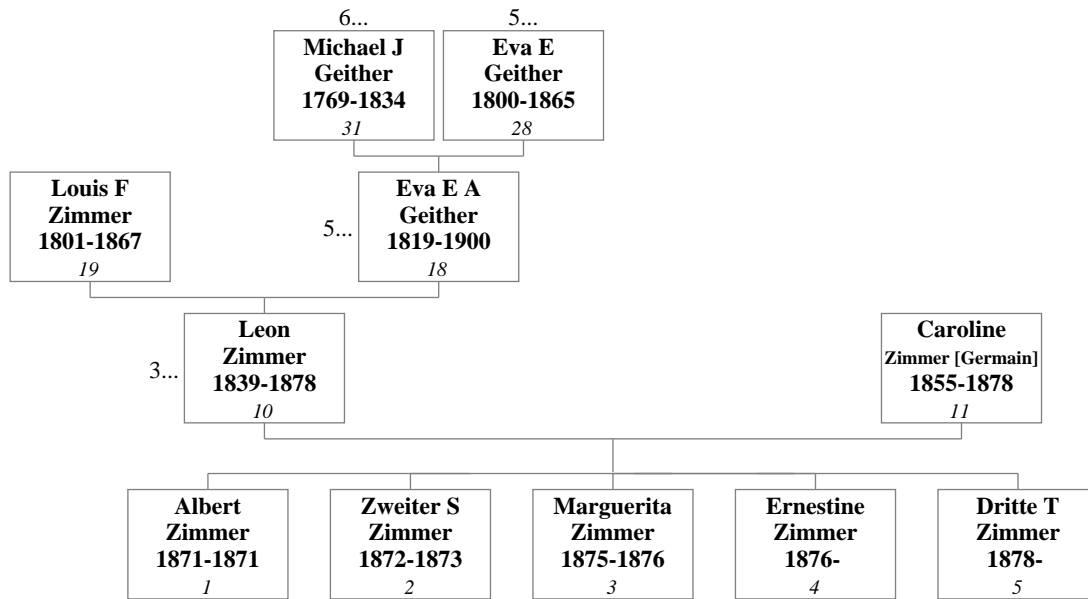 6...
5...
Michael J
Geither
1769-1834
31
Eva E
Geither
1800-1865
28
Louis F
Zimmer
1801-1867
19
5...
Eva E A
Geither
1819-1900
18
3...
Leon
Zimmer
1839-1878
10
Caroline
Zimmer [Germain]
1855-1878
11
Albert
Zimmer
1871-1871
1
Zweiter S
Zimmer
1872-1873
2
Marguerita
Zimmer
1875-1876
3
Ernestine
Zimmer
1876-
4
Dritte T
Zimmer
1878-
5